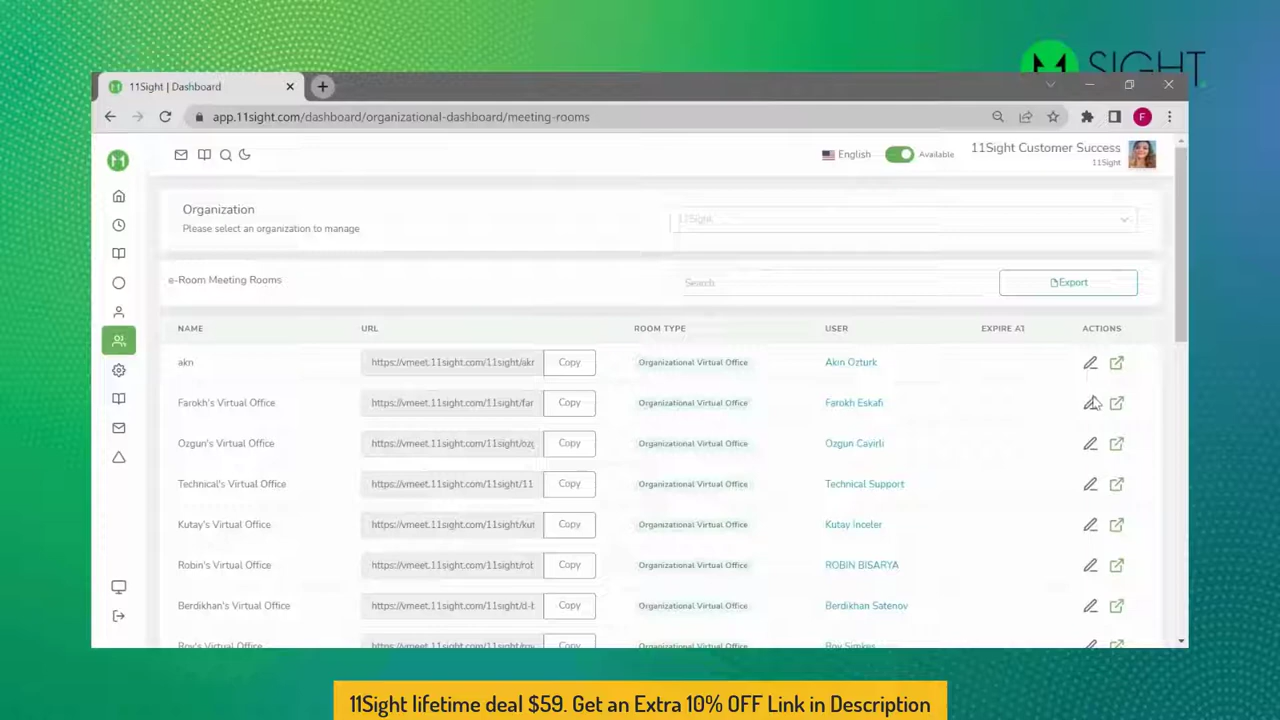 SIGHT
11Sight | Dashboard
app.11sight.com/dashboard/organizational-dashboard/meeting-rooms
F
English
Available
11Sight Customer Success
11Sight
Organization
Please select an organization to manage
11Sight
e-Room Meeting Rooms
Search
Export
NAME URL ROOM TYPE USER EXPIRE AT ACTIONS
akn https://vmeet.11sight.com/11sight/akr Copy Organizational Virtual Office Akın Ozturk
Farokh's Virtual Office https://vmeet.11sight.com/11sight/far Copy Organizational Virtual Office Farokh Eskafi
Ozgun's Virtual Office https://vmeet.11sight.com/11sight/ozg Copy Organizational Virtual Office Ozgun Cayirli
Technical's Virtual Office https://vmeet.11sight.com/11sight/11 Copy Organizational Virtual Office Technical Support
Kutay's Virtual Office https://vmeet.11sight.com/11sight/kut Copy Organizational Virtual Office Kutay Inceler
Robin's Virtual Office https://vmeet.11sight.com/11sight/rot Copy Organizational Virtual Office ROBIN BISARYA
Berdikhan's Virtual Office https://vmeet.11sight.com/11sight/d-t Copy Organizational Virtual Office Berdikhan Satenov
Roy's Virtual Office https://vmeet.11sight.com/11sight/roy Copy Organizational Virtual Office Roy Simkes
11Sight lifetime deal $59. Get an Extra 10% OFF Link in Description